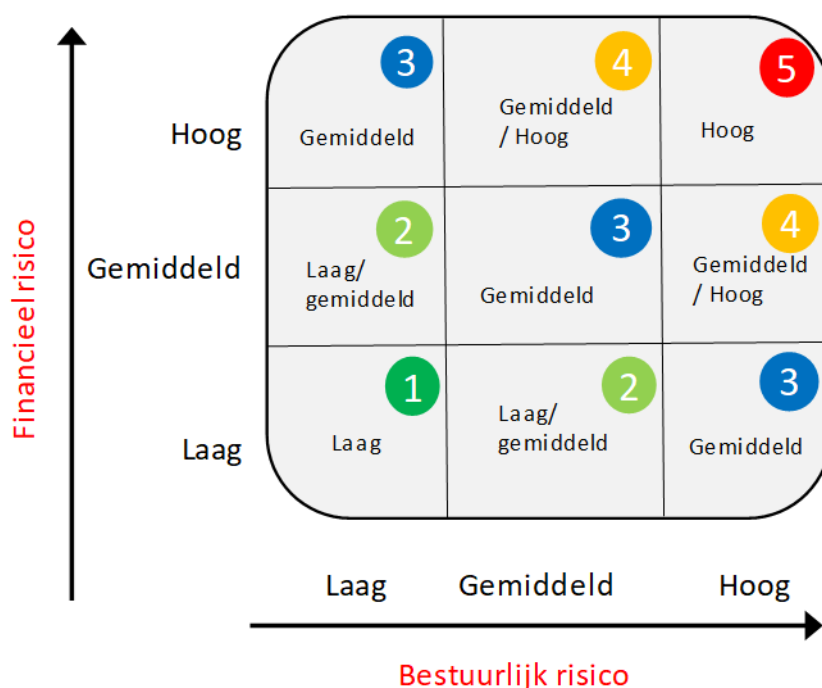 3
4
5
Hoog
Gemiddeld
Gemiddeld
/ Hoog
Hoog
2
3
4
Gemiddeld
Laag/
gemiddeld
Gemiddeld
Gemiddeld
/ Hoog
1
2
3
Laag
Laag
Laag/
gemiddeld
Gemiddeld
Financieel risico
Laag
Gemiddeld
Hoog
Bestuurlijk risico